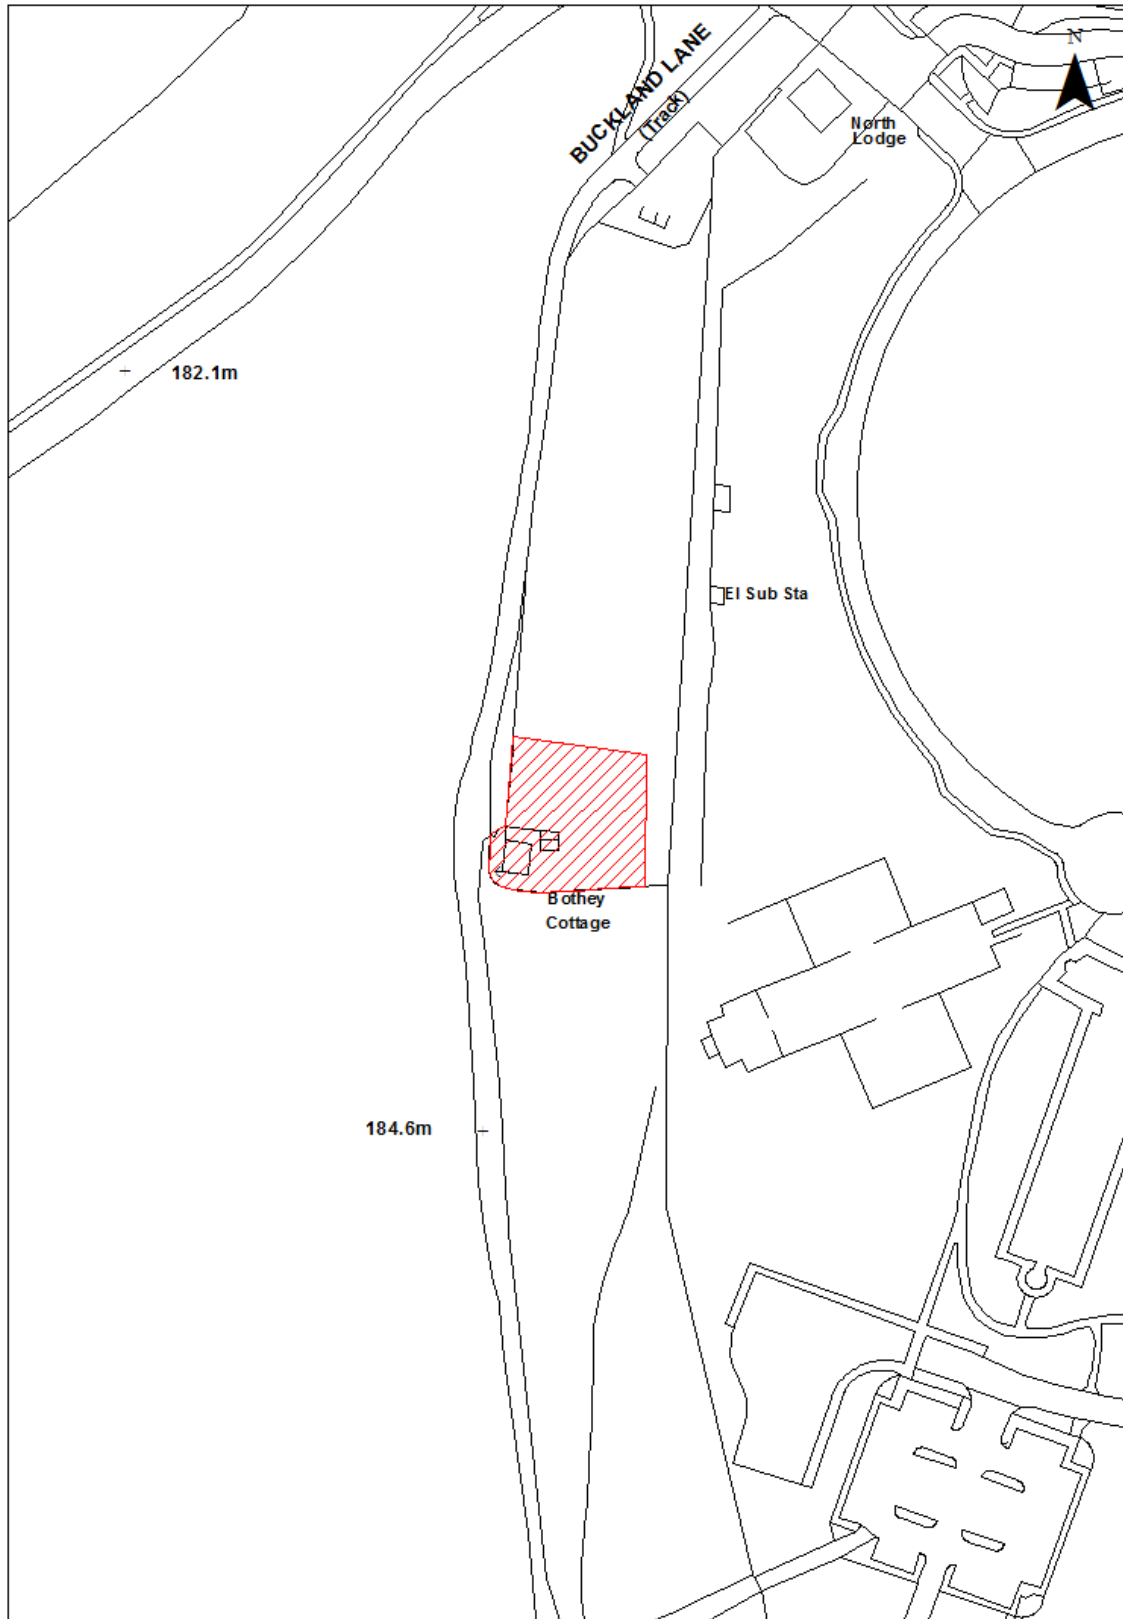 N
BUCKLAND LANE
(Track)
North
Lodge
182.1m
El Sub Sta
Bothey
Cottage
184.6m